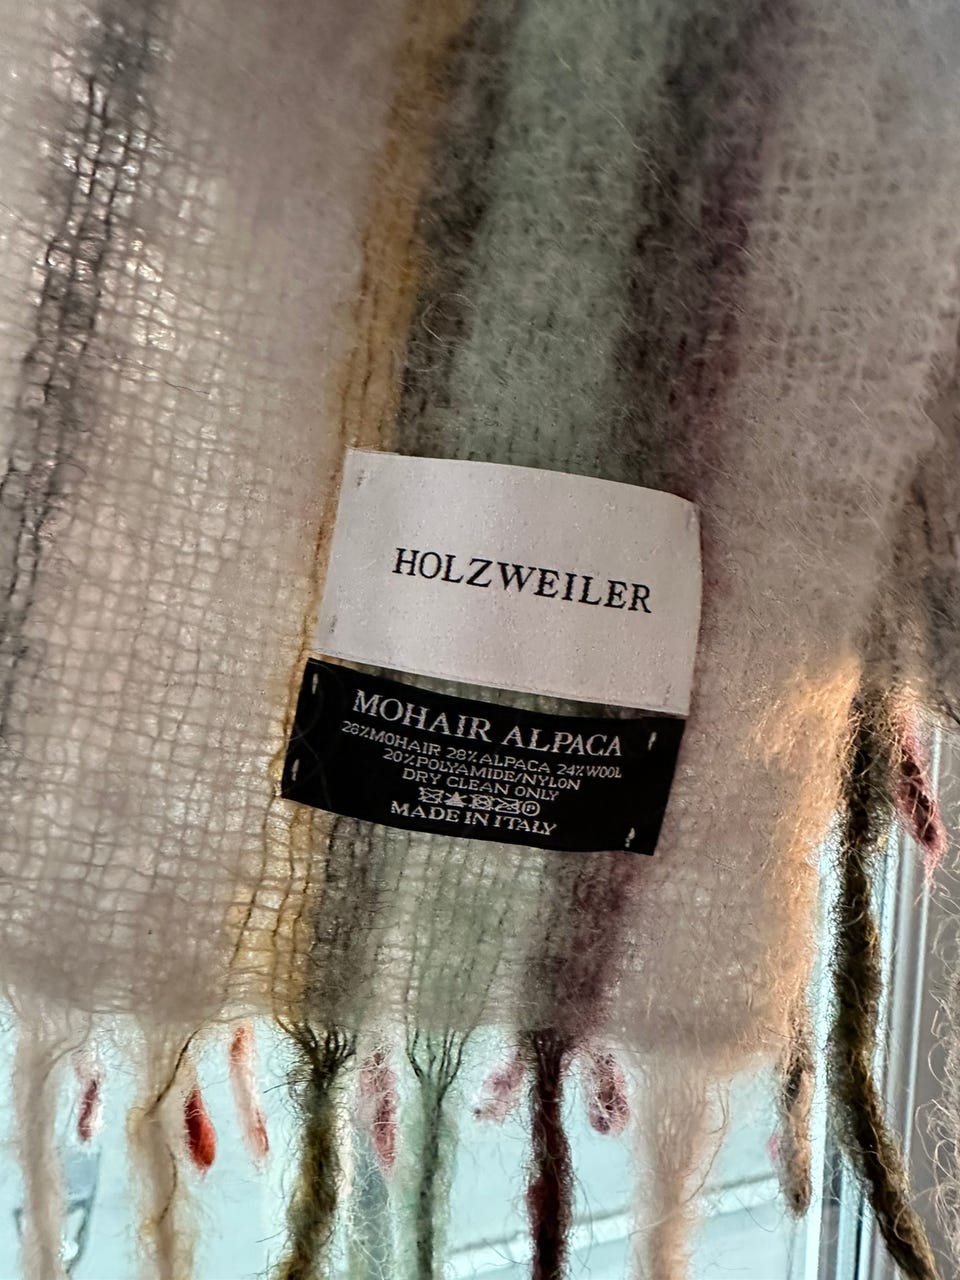 HOLZWEILER
MOHAIR ALPACA
28%MOHAIR 28%ALPACA 24%WOOL
20%POLYAMIDE/NYLON
DRY CLEAN ONLY
MADE IN ITALY